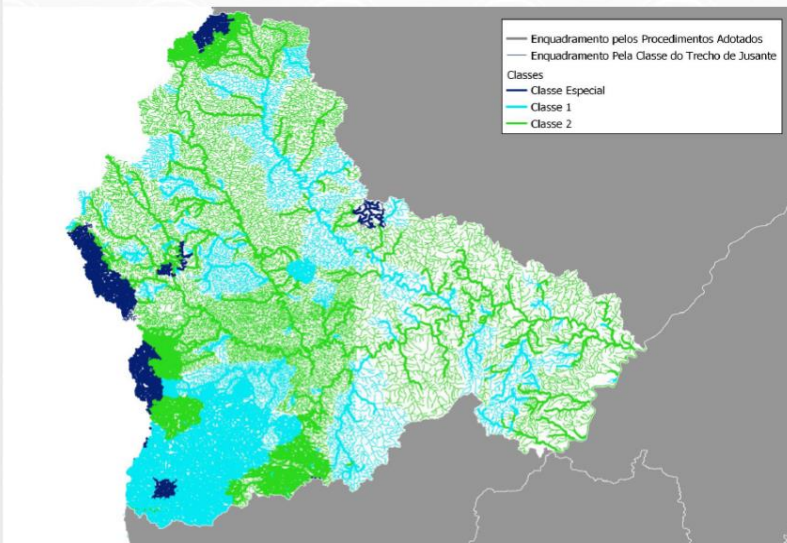 Enquadramento pelos Procedimentos Adotados
Enquadramento Pela Classe do Trecho de Jusante
Classes
Classe Especial
Classe 1
Classe 2